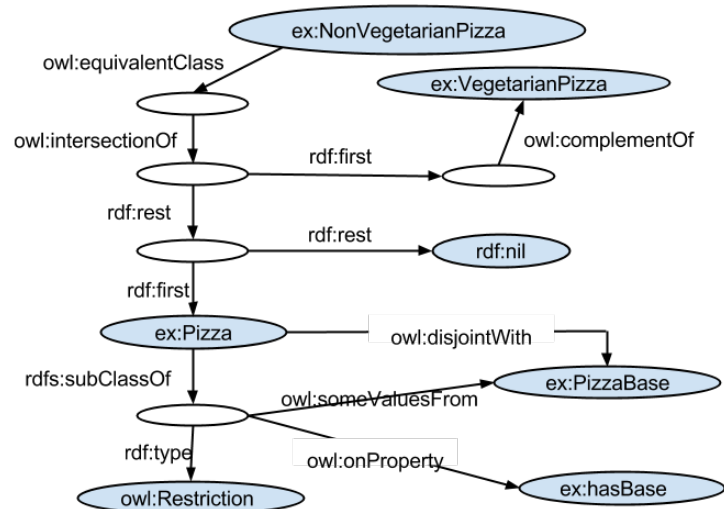 ex:NonVegetarianPizza
owl:equivalentClass
ex:VegetarianPizza
owl:intersectionOf
owl:complementOf
rdf:first
rdf:rest
rdf:rest
rdf:nil
rdf:first
ex:Pizza
owl:disjointWith
rdfs:subClassOf
owl:someValuesFrom
ex:PizzaBase
rdf:type
owl:onProperty
owl:Restriction
ex:hasBase